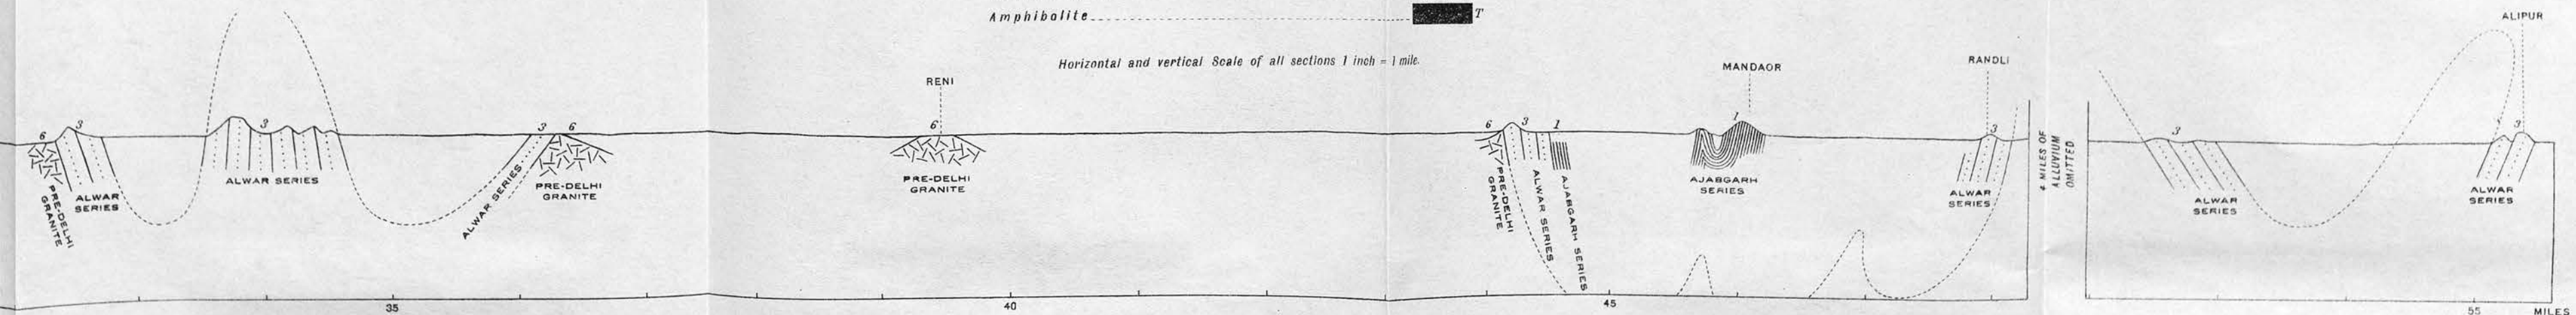 Amphibolite
T
Horizontal and vertical Scale of all sections 1 inch = 1 mile.
ALIPUR
RENI
MANDAOR
RANDLI
6
3
3
3
6
6
6
3
1
1
3
3
3
PRE-DELHI
GRANITE
ALWAR
SERIES
ALWAR SERIES
ALWAR SERIES
PRE-DELHI
GRANITE
PRE-DELHI
GRANITE
PRE-DELHI
GRANITE
ALWAR SERIES
AJABGARH SERIES
AJABGARH
SERIES
ALWAR
SERIES
4 MILES OF
ALLUVIUM
OMITTED.
ALWAR
SERIES
ALWAR
SERIES
35
40
45
55
MILES